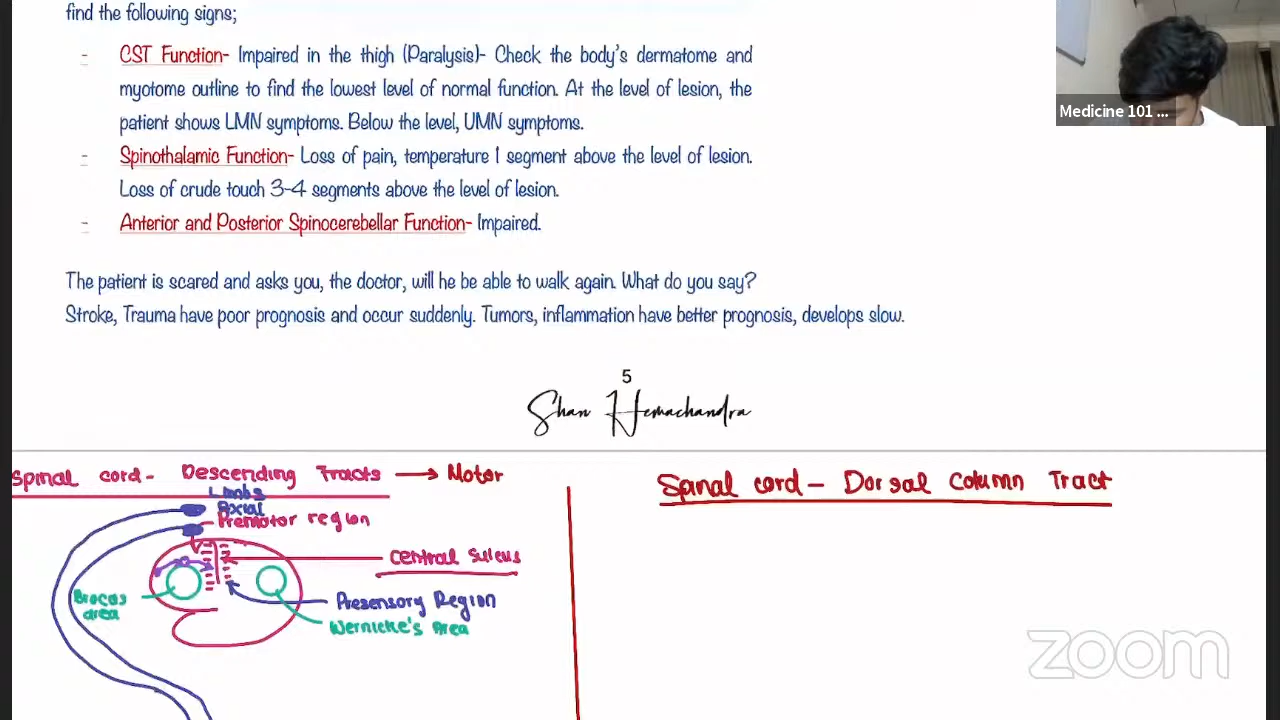 find the following signs;
- CST Function- Impaired in the thigh (Paralysis)- Check the body's dermatome and
myotome outline to find the lowest level of normal function. At the level of lesion, the
patient shows LMN symptoms. Below the level, UMN symptoms.
- Spinothalamic Function- Loss of pain, temperature 1 segment above the level of lesion.
Loss of crude touch 3-4 segments above the level of lesion.
- Anterior and Posterior Spinocerebellar Function- Impaired.
The patient is scared and asks you, the doctor, will he be able to walk again. What do you say?
Stroke, Trauma have poor prognosis and occur suddenly. Tumors, inflammation have better prognosis, develops slow.
5
Shan Hemachandra
Medicine 101 ...
Spinal cord- Descending Tracts → Motor
Limbs
Axial
Premotor region
Central Sulcus
Presensory Region
Wernicke's Area
Brocas
area
Spinal cord - Dorsal Column Tract
zoom